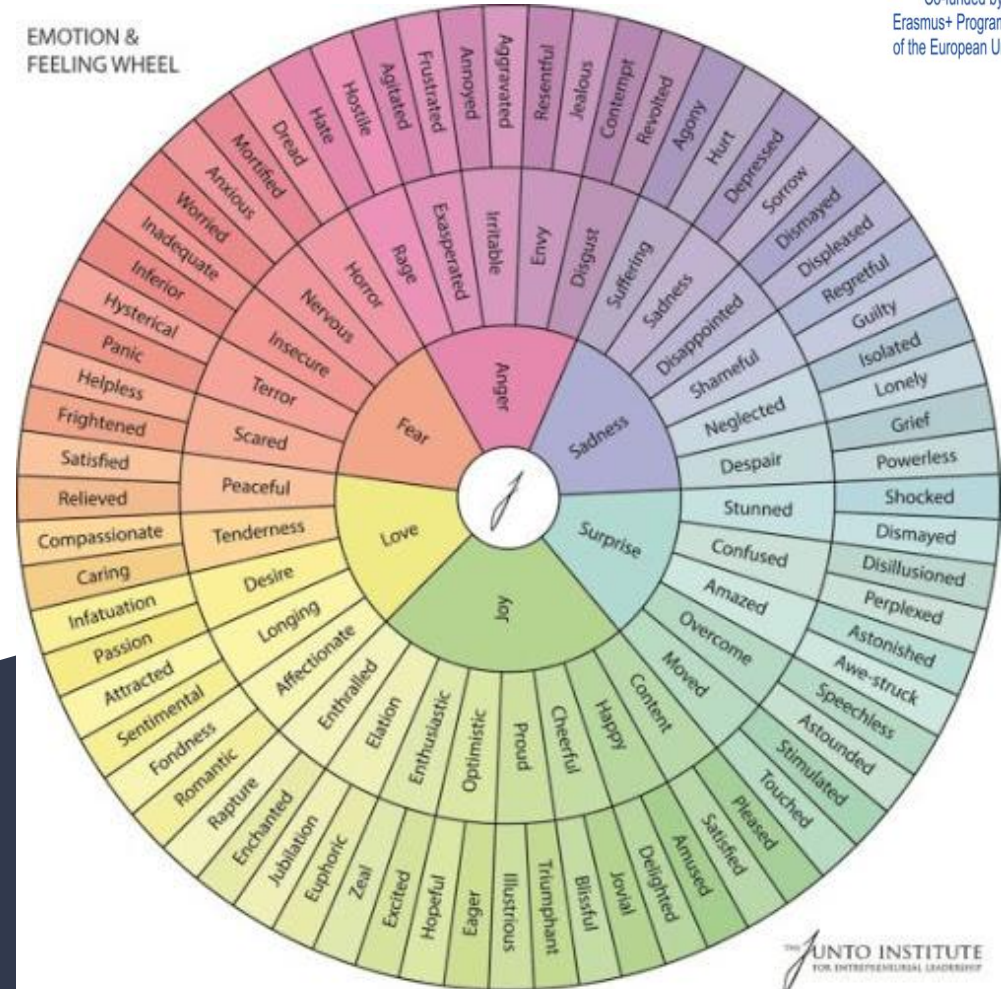 EMOTION &
FEELING WHEEL
Co-funded by
Erasmus+ Program
of the European U
Anger
Sadness
Surprise
Joy
Love
Fear
Rage
Exasperated
Irritable
Envy
Disgust
Suffering
Sadness
Disappointed
Shameful
Neglected
Despair
Stunned
Confused
Amazed
Overcome
Moved
Content
Happy
Cheerful
Proud
Optimistic
Enthusiastic
Elation
Enthralled
Affectionate
Longing
Desire
Tenderness
Peaceful
Scared
Terror
Insecure
Nervous
Horror
Hate
Hostile
Agitated
Frustrated
Annoyed
Aggravated
Resentful
Jealous
Contempt
Revolted
Agony
Hurt
Depressed
Sorrow
Dismayed
Displeased
Regretful
Guilty
Isolated
Lonely
Grief
Powerless
Shocked
Dismayed
Disillusioned
Perplexed
Astonished
Awe-struck
Speechless
Astounded
Stimulated
Touched
Pleased
Satisfied
Amused
Delighted
Jovial
Blissful
Triumphant
Illustrious
Eager
Hopeful
Excited
Zeal
Euphoric
Jubilation
Enchanted
Rapture
Romantic
Fondness
Sentimental
Attracted
Passion
Infatuation
Caring
Compassionate
Relieved
Satisfied
Frightened
Helpless
Panic
Hysterical
Inferior
Inadequate
Worried
Anxious
Mortified
Dread
THE JUNTO INSTITUTE
FOR ENTREPRENEURIAL LEADERSHIP